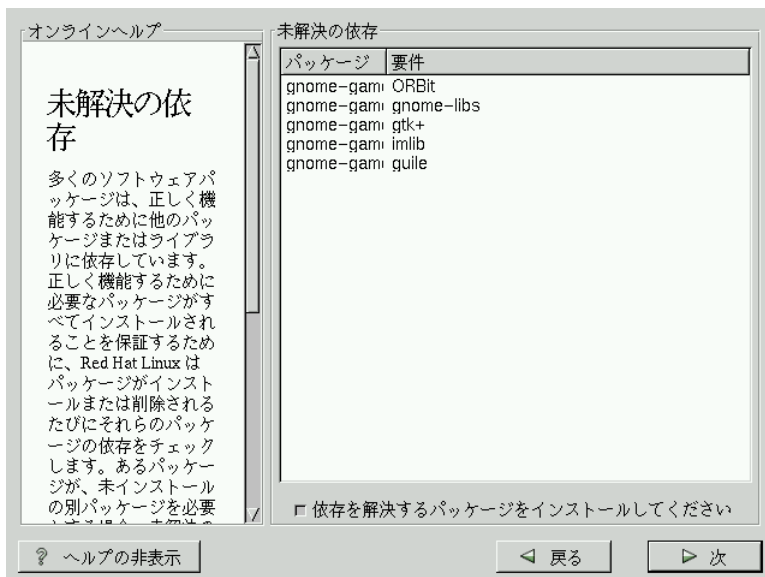 オンラインヘルプ
未解決の依
存
多くのソフトウェアパ
ッケージは、正しく機
能するために他のパッ
ケージまたはライブラ
リに依存しています。
正しく機能するために
必要なパッケージがす
べてインストールされ
ることを保証するため
に、Red Hat Linux は
パッケージがインスト
ールまたは削除される
たびにそれらのパッケ
ージの依存をチェック
します。あるパッケー
ジが、未インストール
の別パッケージを必要
未解決の依存
パッケージ 要件
gnome-gam ORBit
gnome-gam gnome-libs
gnome-gam gtk+
gnome-gam imlib
gnome-gam guile
依存を解決するパッケージをインストールしてください
? ヘルプの非表示
戻る
次